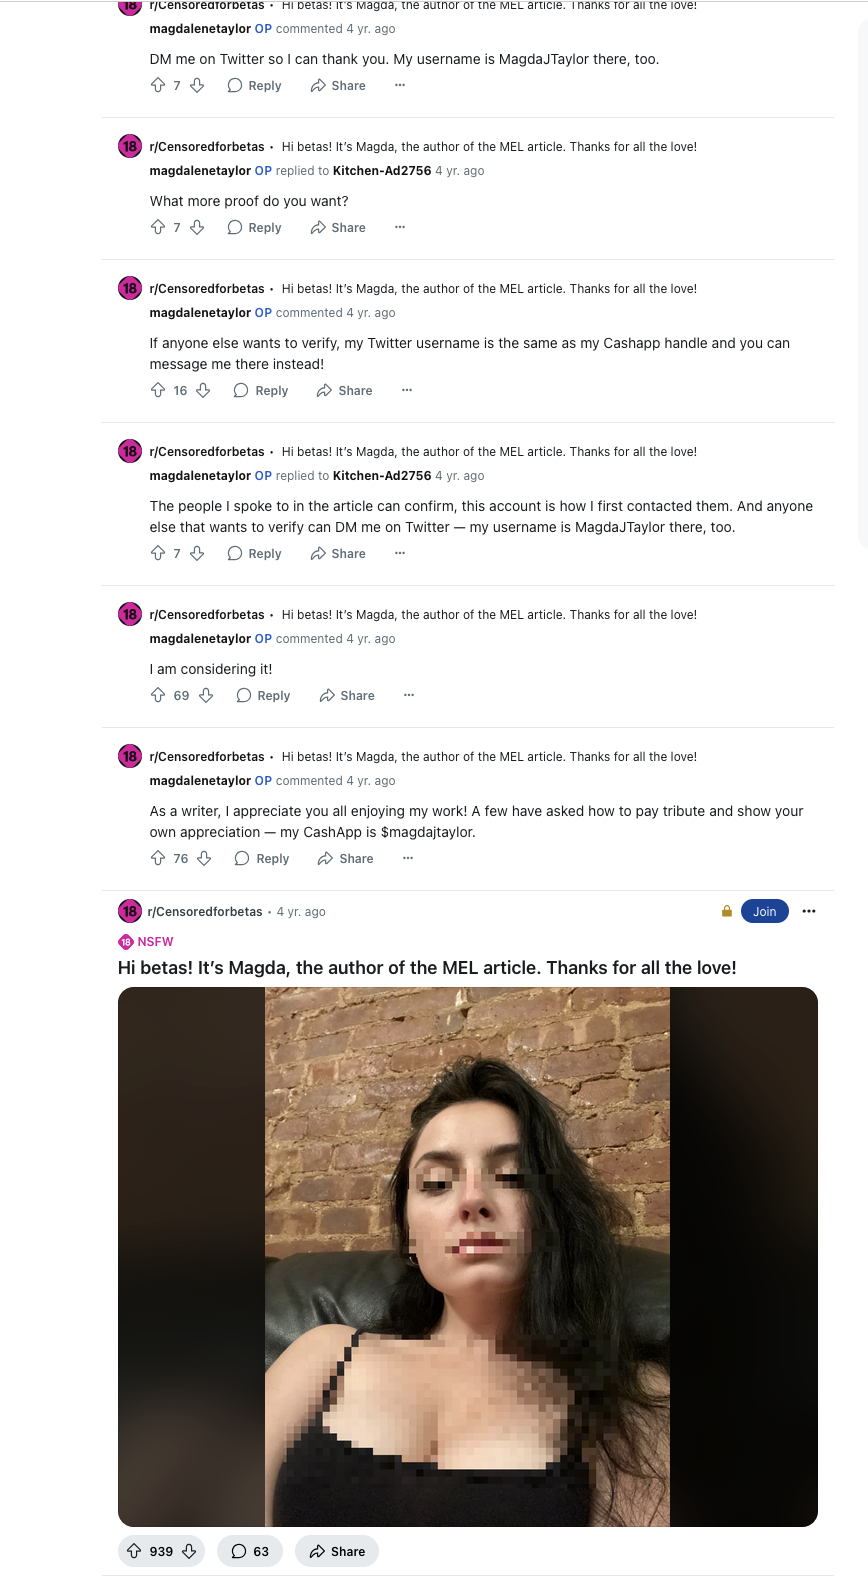 18 r/Censoredforbetas • Hi betas! It’s Magda, the author of the MEL article. Thanks for all the love!
magdalenetaylor OP commented 4 yr. ago
DM me on Twitter so I can thank you. My username is MagdaJTaylor there, too.
7 Reply Share ...
18 r/Censoredforbetas • Hi betas! It’s Magda, the author of the MEL article. Thanks for all the love!
magdalenetaylor OP replied to Kitchen-Ad2756 4 yr. ago
What more proof do you want?
7 Reply Share ...
18 r/Censoredforbetas • Hi betas! It’s Magda, the author of the MEL article. Thanks for all the love!
magdalenetaylor OP commented 4 yr. ago
If anyone else wants to verify, my Twitter username is the same as my Cashapp handle and you can
message me there instead!
16 Reply Share ...
18 r/Censoredforbetas • Hi betas! It’s Magda, the author of the MEL article. Thanks for all the love!
magdalenetaylor OP replied to Kitchen-Ad2756 4 yr. ago
The people I spoke to in the article can confirm, this account is how I first contacted them. And anyone
else that wants to verify can DM me on Twitter — my username is MagdaJTaylor there, too.
7 Reply Share ...
18 r/Censoredforbetas • Hi betas! It’s Magda, the author of the MEL article. Thanks for all the love!
magdalenetaylor OP commented 4 yr. ago
I am considering it!
69 Reply Share ...
18 r/Censoredforbetas • Hi betas! It’s Magda, the author of the MEL article. Thanks for all the love!
magdalenetaylor OP commented 4 yr. ago
As a writer, I appreciate you all enjoying my work! A few have asked how to pay tribute and show your
own appreciation — my CashApp is $magdajtaylor.
76 Reply Share ...
18 r/Censoredforbetas • 4 yr. ago Join ...
18 NSFW
Hi betas! It’s Magda, the author of the MEL article. Thanks for all the love!
939 63 Share